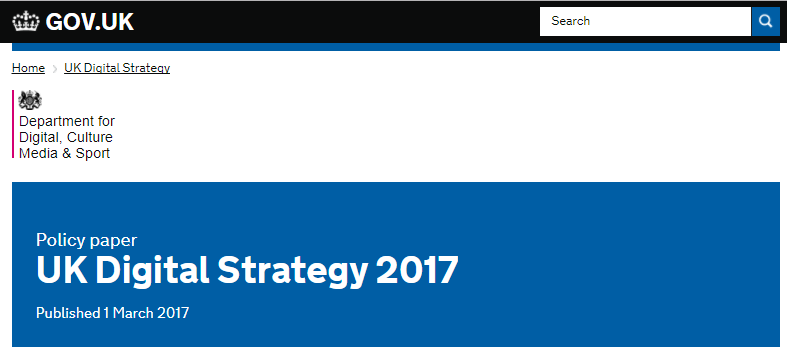 GOV.UK
Search
Home > UK Digital Strategy
Department for
Digital, Culture
Media & Sport
Policy paper
UK Digital Strategy 2017
Published 1 March 2017